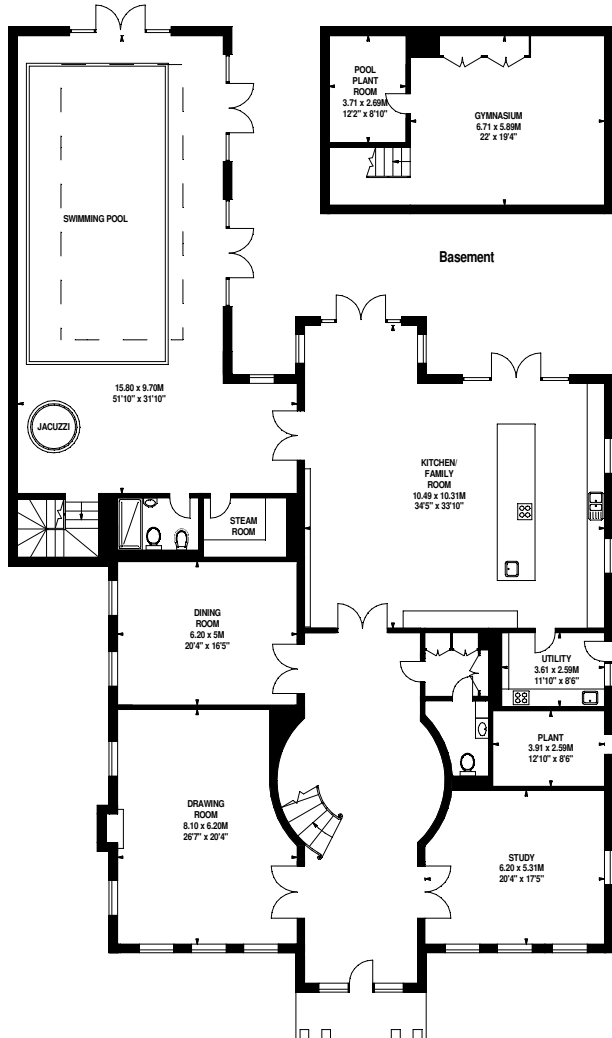 POOL
PLANT
ROOM
3.71 x 2.69M
12'2" x 8'10"
GYMNASIUM
6.71 x 5.89M
22' x 19'4"
SWIMMING POOL
Basement
15.80 x 9.70M
51'10" x 31'10"
JACUZZI
KITCHEN/
FAMILY
ROOM
10.49 x 10.31M
34'5" x 33'10"
STEAM
ROOM
DINING
ROOM
6.20 x 5M
20'4" x 16'5"
UTILITY
3.61 x 2.59M
11'10" x 8'6"
PLANT
3.91 x 2.59M
12'10" x 8'6"
DRAWING
ROOM
8.10 x 6.20M
26'7" x 20'4"
STUDY
6.20 x 5.31M
20'4" x 17'5"